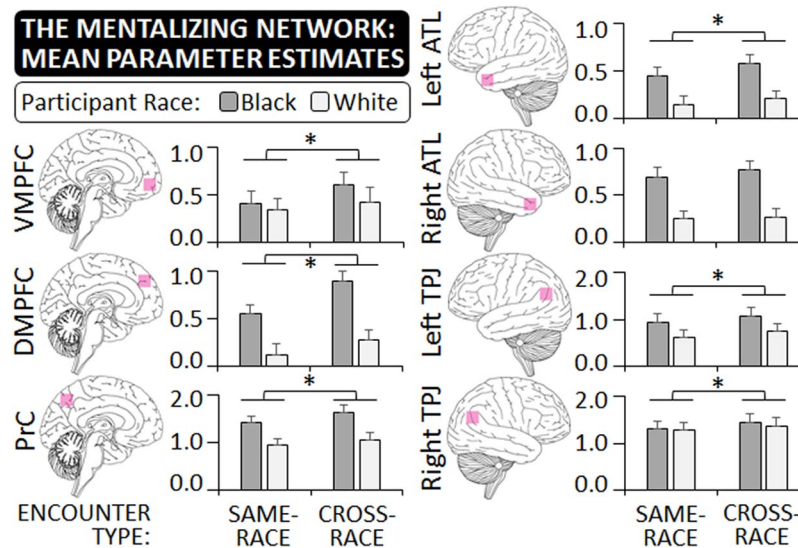 THE MENTALIZING NETWORK:
MEAN PARAMETER ESTIMATES
Participant Race: Black White
VMPFC
1.0
0.5
0.0
*
DMPFC
1.0
0.5
0.0
*
PrC
2.0
1.0
0.0
*
ENCOUNTER
TYPE:
SAME-
RACE
CROSS-
RACE
Left ATL
1.0
0.5
0.0
*
Right ATL
1.0
0.5
0.0
Left TPJ
2.0
1.0
0.0
*
Right TPJ
2.0
1.0
0.0
*
SAME-
RACE
CROSS-
RACE